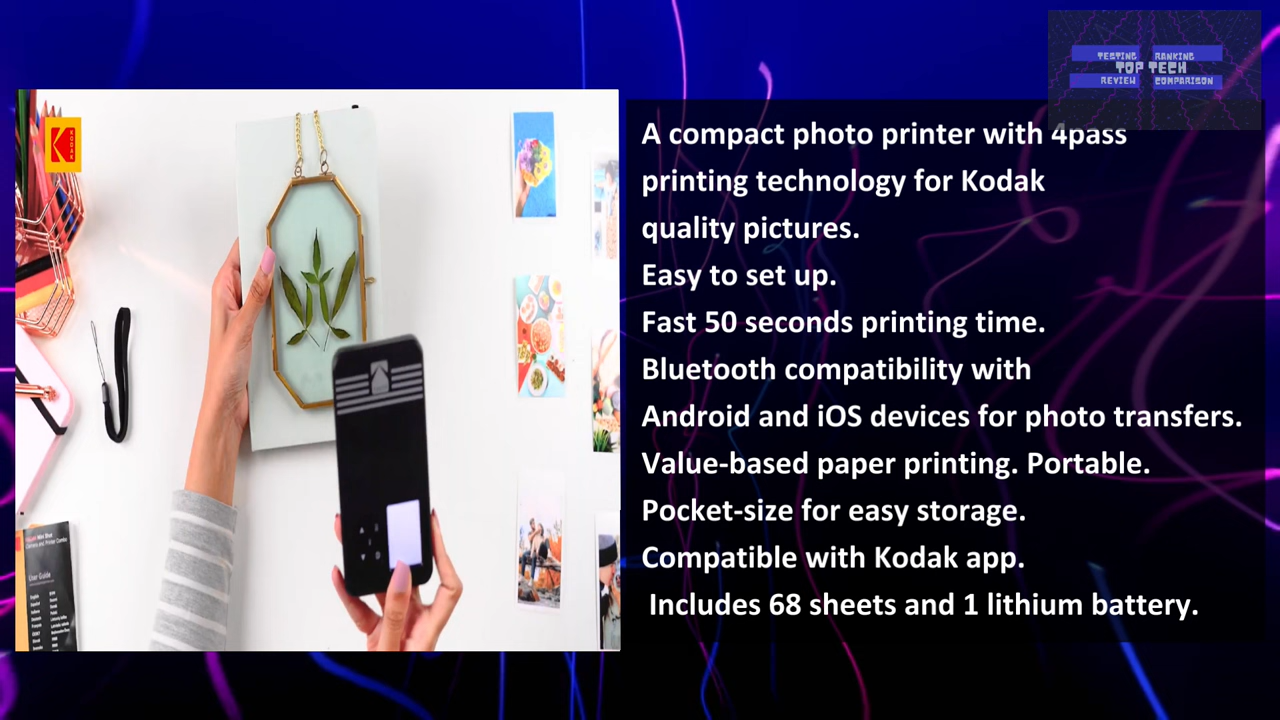 TESTING RANKING
TOP TECH
REVIEW COMPARISON
KODAK
A compact photo printer with 4pass
printing technology for Kodak
quality pictures.
Easy to set up.
Fast 50 seconds printing time.
Bluetooth compatibility with
Android and iOS devices for photo transfers.
Value-based paper printing. Portable.
Pocket-size for easy storage.
Compatible with Kodak app.
Includes 68 sheets and 1 lithium battery.
User Guide